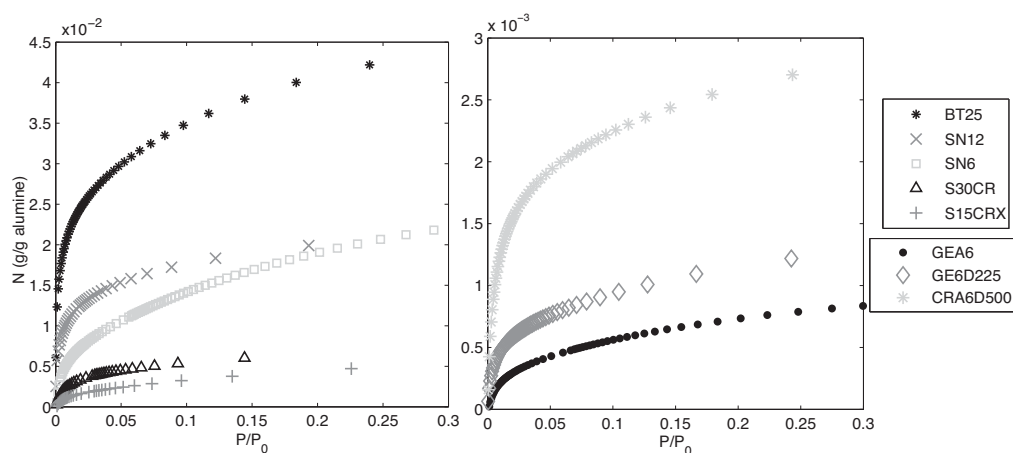 x10⁻²
4.5
4
3.5
3
2.5
2
1.5
1
0.5
0
N (g/g alumine)
0
0.05
0.1
0.15
0.2
0.25
0.3
P/P₀
x 10⁻³
3
2.5
2
1.5
1
0.5
0
0
0.05
0.1
0.15
0.2
0.25
0.3
P/P₀
BT25
SN12
SN6
S30CR
S15CRX
GEA6
GE6D225
CRA6D500